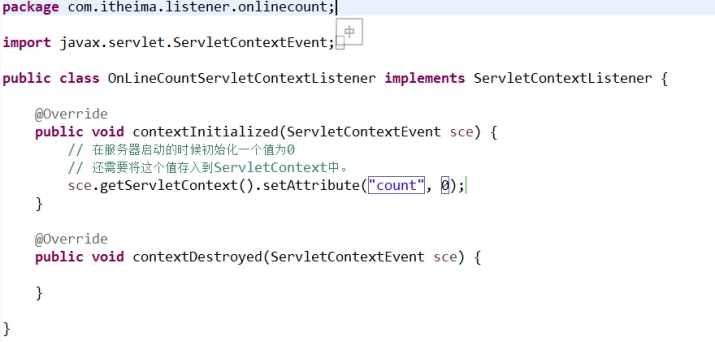 package com.itheima.listener.onlinecount;
import javax.servlet.ServletContextEvent;
中
public class OnLineCountServletContextListener implements ServletContextListener {
@Override
public void contextInitialized(ServletContextEvent sce) {
// 在服务器启动的时候初始化一个值为0
// 还需要将这个值存入到ServletContext中。
sce.getServletContext().setAttribute("count", 0);
}
@Override
public void contextDestroyed(ServletContextEvent sce) {
}
}